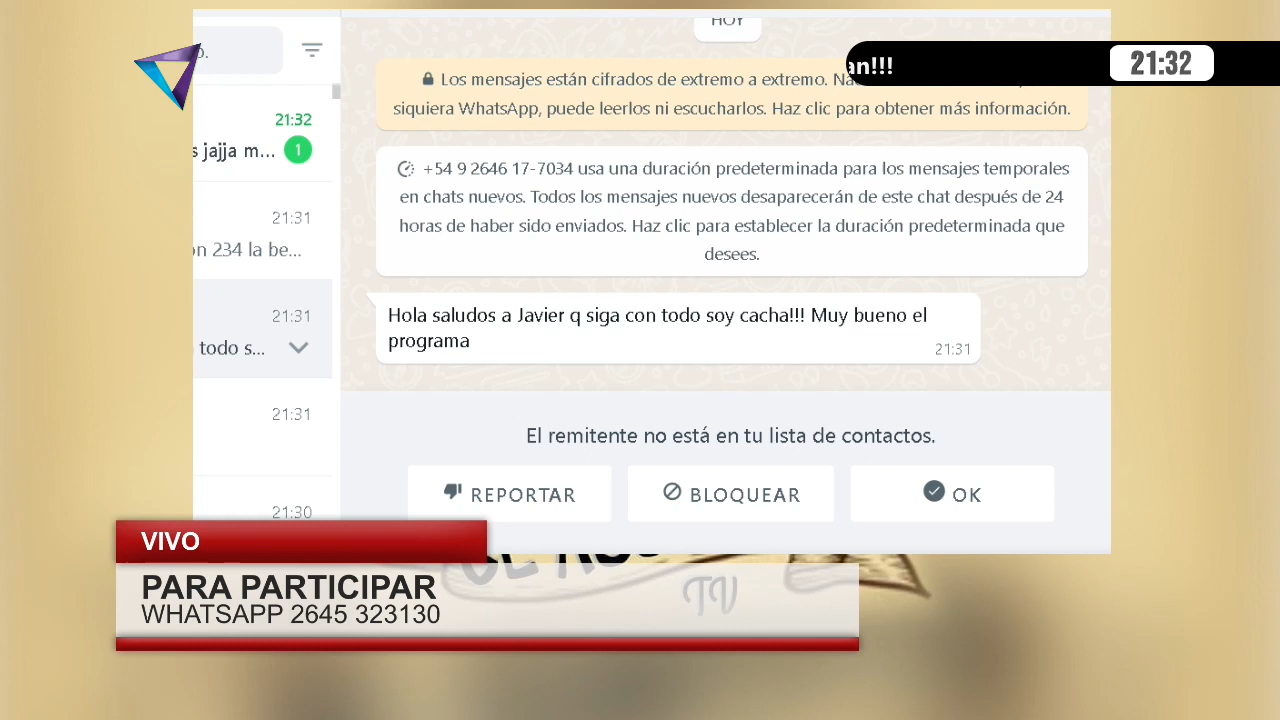 HOY
an!!!
21:32
Los mensajes están cifrados de extremo a extremo.
siquiera WhatsApp, puede leerlos ni escucharlos. Haz clic para obtener más información.
21:32
s jajja m...
1
+54 9 2646 17-7034 usa una duración predeterminada para los mensajes temporales
en chats nuevos. Todos los mensajes nuevos desaparecerán de este chat después de 24
horas de haber sido enviados. Haz clic para establecer la duración predeterminada que
desees.
21:31
on 234 la be...
21:31
todo s...
Hola saludos a Javier q siga con todo soy cacha!!! Muy bueno el
programa
21:31
21:31
El remitente no está en tu lista de contactos.
REPORTAR
BLOQUEAR
OK
21:30
VIVO
PARA PARTICIPAR
WHATSAPP 2645 323130
TV